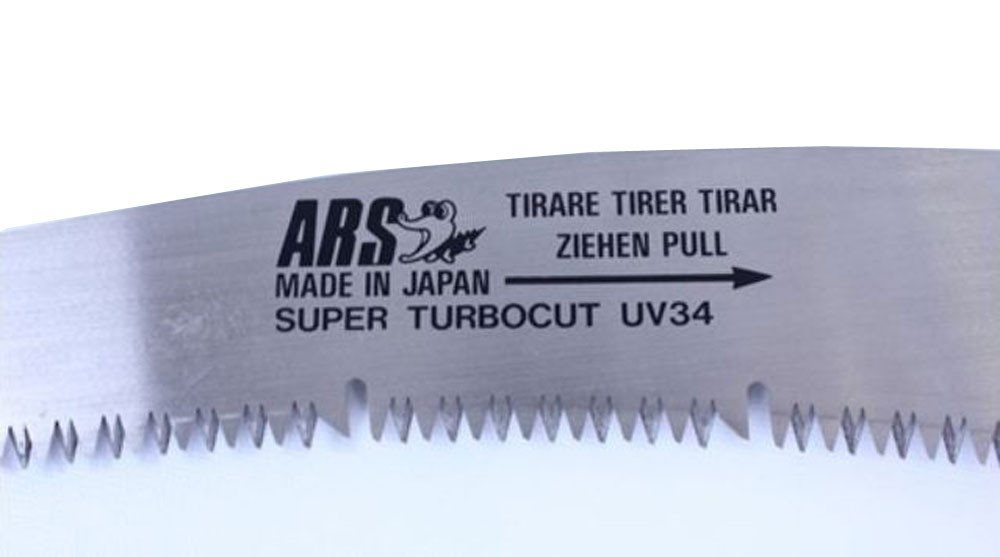 ARS
TIRARE TIRER TIRAR
ZIEHEN PULL
MADE IN JAPAN
SUPER TURBOCUT UV34